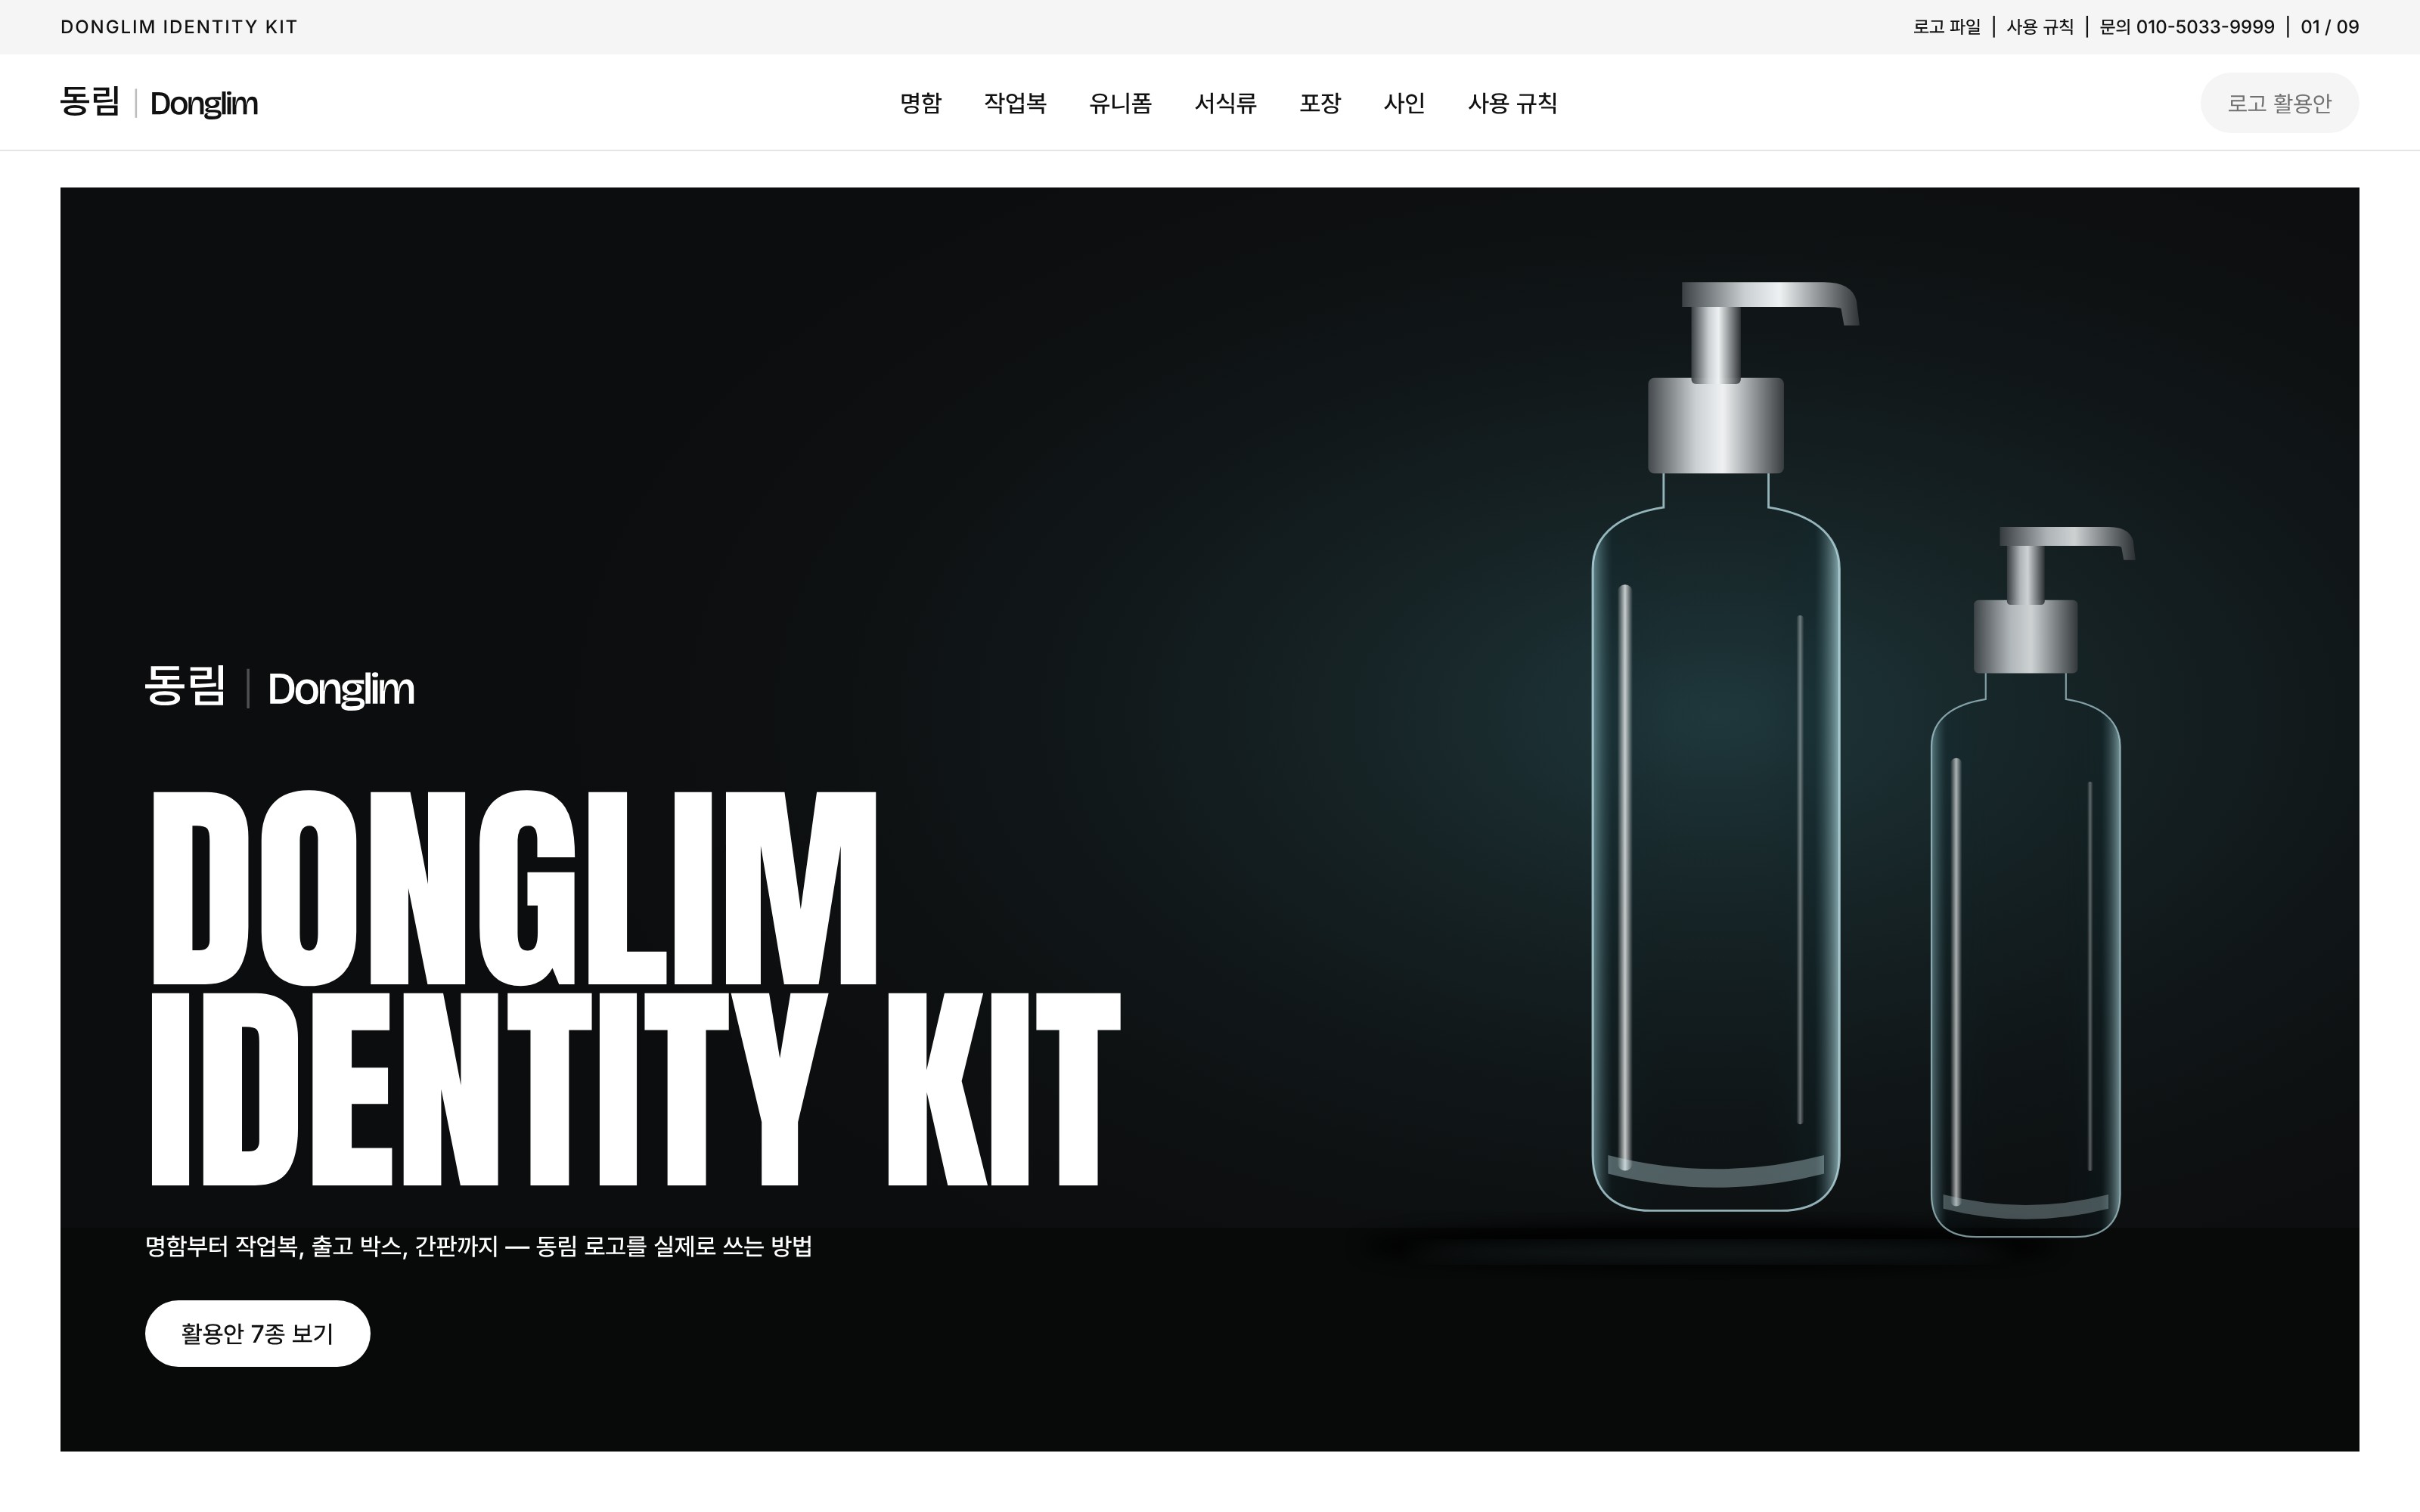 DONGLIM IDENTITY KIT
로고 파일 | 사용 규칙 | 문의 010-5033-9999 | 01 / 09
동림 | Donglim
명함 작업복 유니폼 서식류 포장 사인 사용 규칙
로고 활용안
동림 | Donglim
DONGLIM
IDENTITY KIT
명함부터 작업복, 출고 박스, 간판까지 — 동림 로고를 실제로 쓰는 방법
활용안 7종 보기